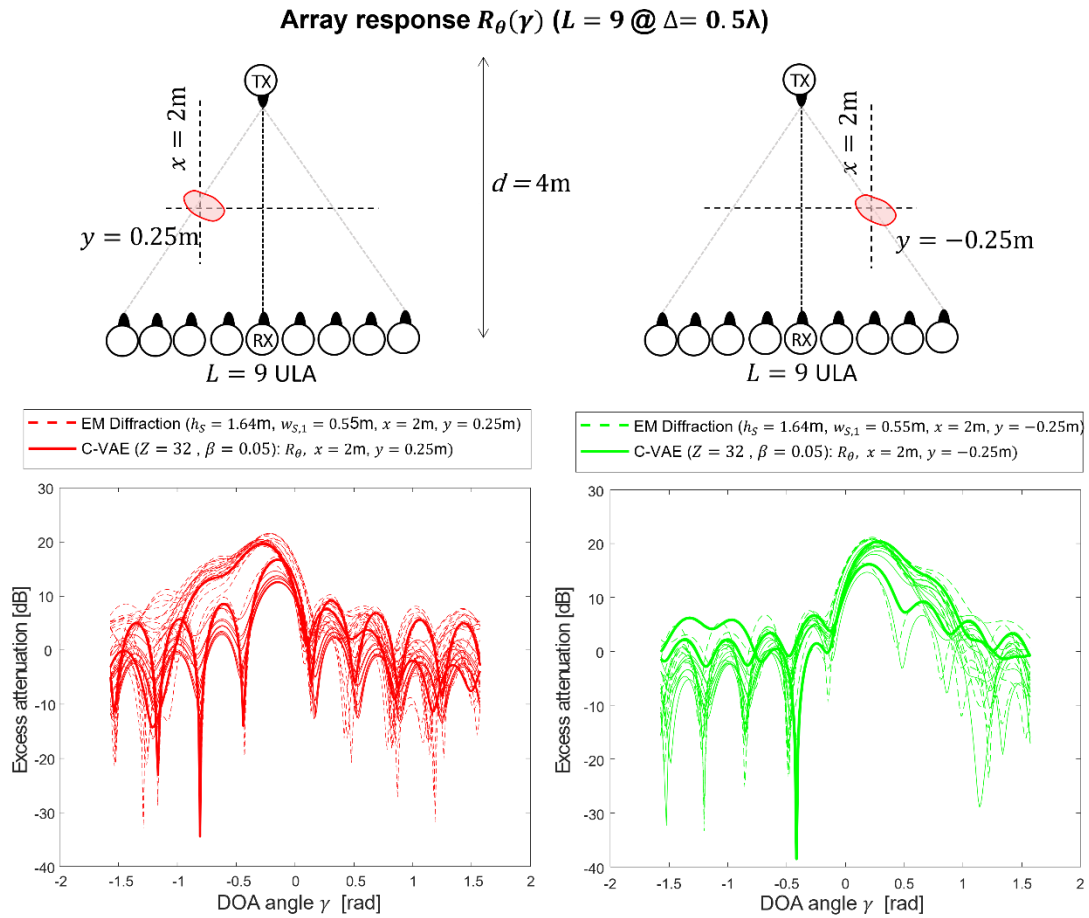 Array response R_θ(γ) (L = 9 @ Δ= 0.5λ)
TX
x = 2m
y = 0.25m
RX
L = 9 ULA
d = 4m
TX
x = 2m
y = −0.25m
RX
L = 9 ULA
EM Diffraction (h_S = 1.64m, w_{S,1} = 0.55m, x = 2m, y = 0.25m)
C-VAE (Z = 32 , β = 0.05): R_θ, x = 2m, y = 0.25m)
30
20
10
0
-10
-20
-30
-40
Excess attenuation [dB]
-2 -1.5 -1 -0.5 0 0.5 1 1.5 2
DOA angle γ [rad]
EM Diffraction (h_S = 1.64m, w_{S,1} = 0.55m, x = 2m, y = −0.25m)
C-VAE (Z = 32 , β = 0.05): R_θ, x = 2m, y = −0.25m)
30
20
10
0
-10
-20
-30
-40
Excess attenuation [dB]
-2 -1.5 -1 -0.5 0 0.5 1 1.5 2
DOA angle γ [rad]